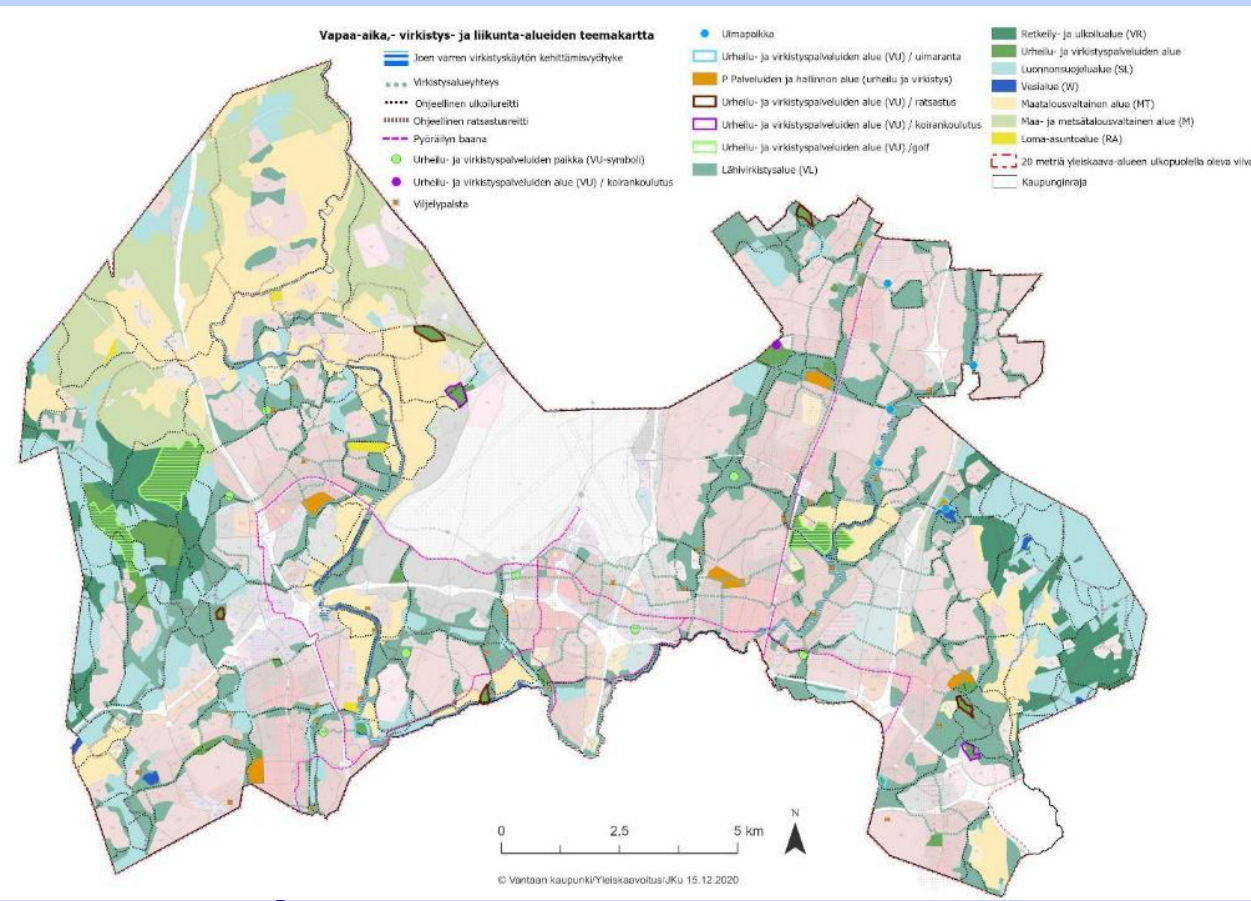 Vapaa-aika,- virkistys- ja liikunta-alueiden teemakartta
Joen varren virkistyskäytön kehittämisvyöhyke
Virkistysalueyhteys
Ohjeellinen ulkoilureitti
Ohjeellinen ratsastusreitti
Pyöräilyn baana
Urheilu- ja virkistyspalveluiden paikka (VU-symboli)
Urheilu- ja virkistyspalveluiden alue (VU) / koirankoulutus
Viljelypalsta
Uimapaikka
Urheilu- ja virkistyspalveluiden alue (VU) / uimaranta
P Palveluiden ja hallinnon alue (urheilu ja virkistys)
Urheilu- ja virkistyspalveluiden alue (VU) / ratsastus
Urheilu- ja virkistyspalveluiden alue (VU) / koirankoulutus
Urheilu- ja virkistyspalveluiden alue (VU) /golf
Lähivirkistysalue (VL)
Retkeily- ja ulkoilualue (VR)
Urheilu- ja virkistyspalveluiden alue
Luonnonsuojelualue (SL)
Vesialue (W)
Maatalousvaltainen alue (MT)
Maa- ja metsätalousvaltainen alue (M)
Loma-asuntoalue (RA)
20 metriä yleiskaava-alueen ulkopuolella oleva viiva
Kaupunginraja
N
0 2,5 5 km
© Vantaan kaupunki/Yleiskaavoitus/JKu 15.12.2020